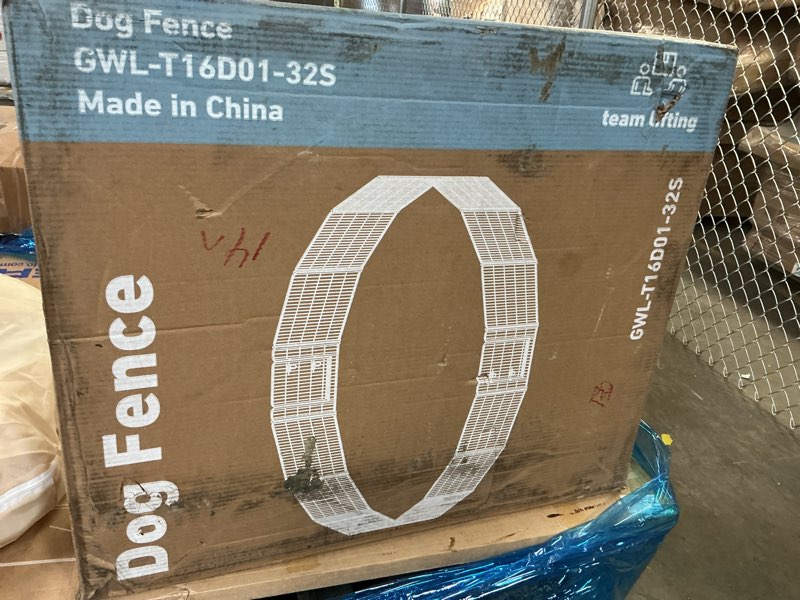 Dog Fence
GWL-T16D01-32S
Made in China
team lifting
GWL-T16D01-32S
Dog Fence